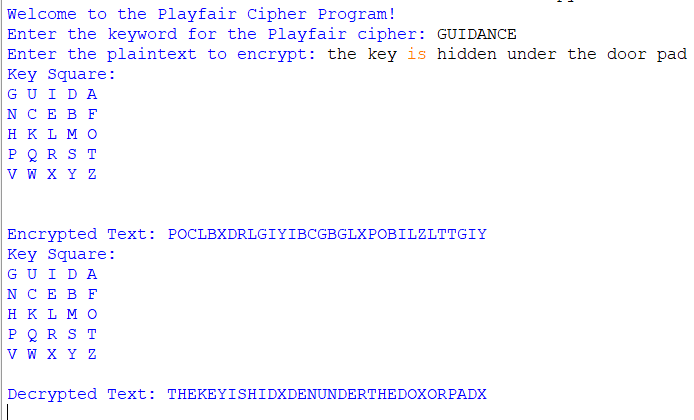 Welcome to the Playfair Cipher Program!
Enter the keyword for the Playfair cipher: GUIDANCE
Enter the plaintext to encrypt: the key is hidden under the door pad
Key Square:
G U I D A
N C E B F
H K L M O
P Q R S T
V W X Y Z
Encrypted Text: POCLBXDRLGIYIBCGBGLXPOBILZLTTGIY
Key Square:
G U I D A
N C E B F
H K L M O
P Q R S T
V W X Y Z
Decrypted Text: THEKEYISHIDXDENUNDERTHEDOXORPADX